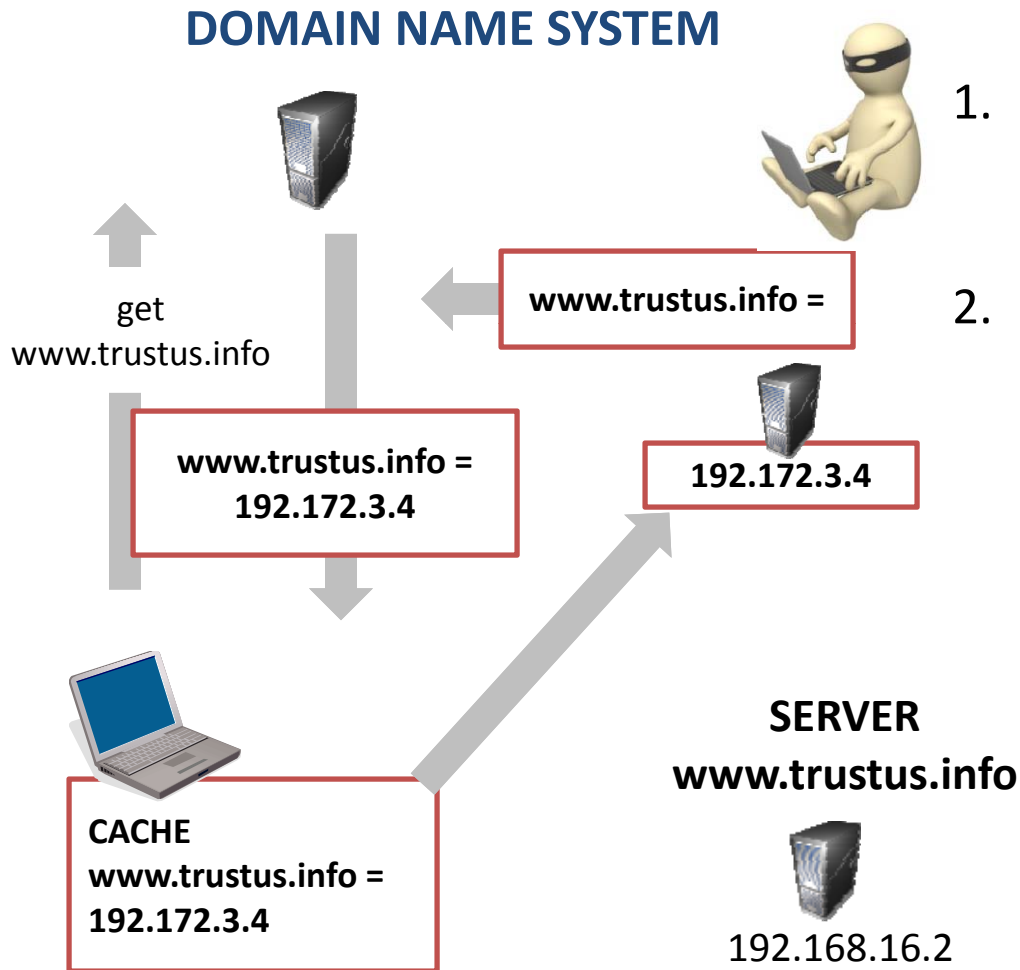 DOMAIN NAME SYSTEM
1.
www.trustus.info =
2.
get
www.trustus.info
www.trustus.info =
192.172.3.4
192.172.3.4
SERVER
www.trustus.info
CACHE
www.trustus.info =
192.172.3.4
192.168.16.2